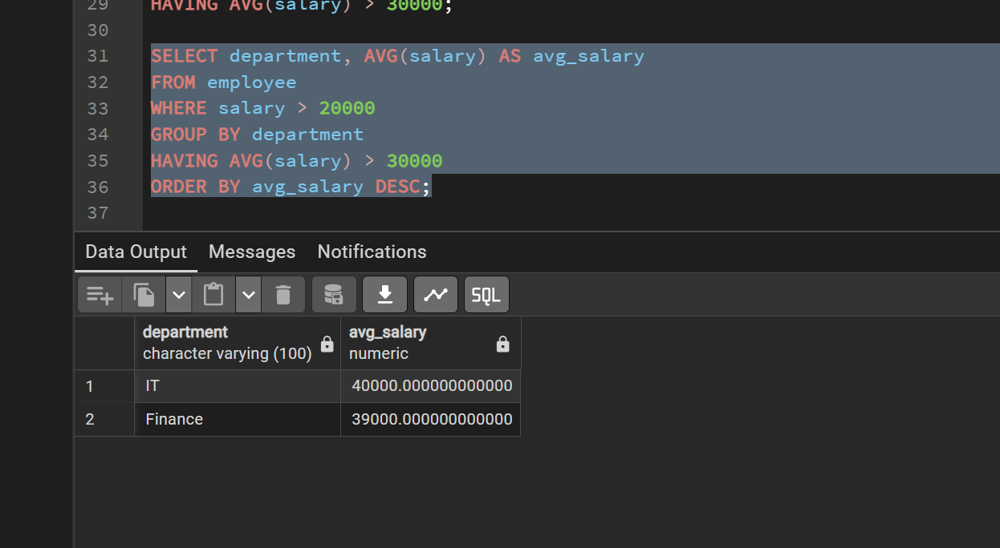 29 HAVING AVG(salary) > 30000;
30
31 SELECT department, AVG(salary) AS avg_salary
32 FROM employee
33 WHERE salary > 20000
34 GROUP BY department
35 HAVING AVG(salary) > 30000
36 ORDER BY avg_salary DESC;
37
Data Output Messages Notifications
SQL
department avg_salary
character varying (100) numeric
1 IT 40000.000000000000
2 Finance 39000.000000000000